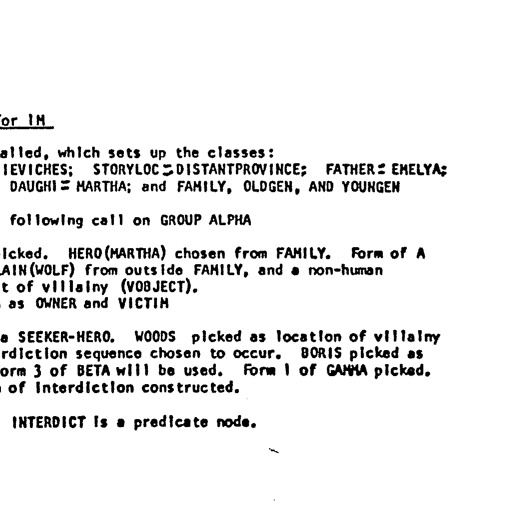 for 1M
alled, which sets up the classes:
IEVICHES; STORYLOC=DISTANTPROVINCE; FATHER=EMELYA;
DAUGH1=MARTHA; and FAMILY, OLDGEN, AND YOUNGEN
following call on GROUP ALPHA
icked. HERO(MARTHA) chosen from FAMILY. Form of A
LAIN(WOLF) from outside FAMILY, and a non-human
t of villainy (VOBJECT).
as OWNER and VICTIM
a SEEKER-HERO. WOODS picked as location of villainy
rdiction sequence chosen to occur. BORIS picked as
orm 3 of BETA will be used. Form 1 of GAMMA picked.
of interdiction constructed.
INTERDICT is a predicate node.